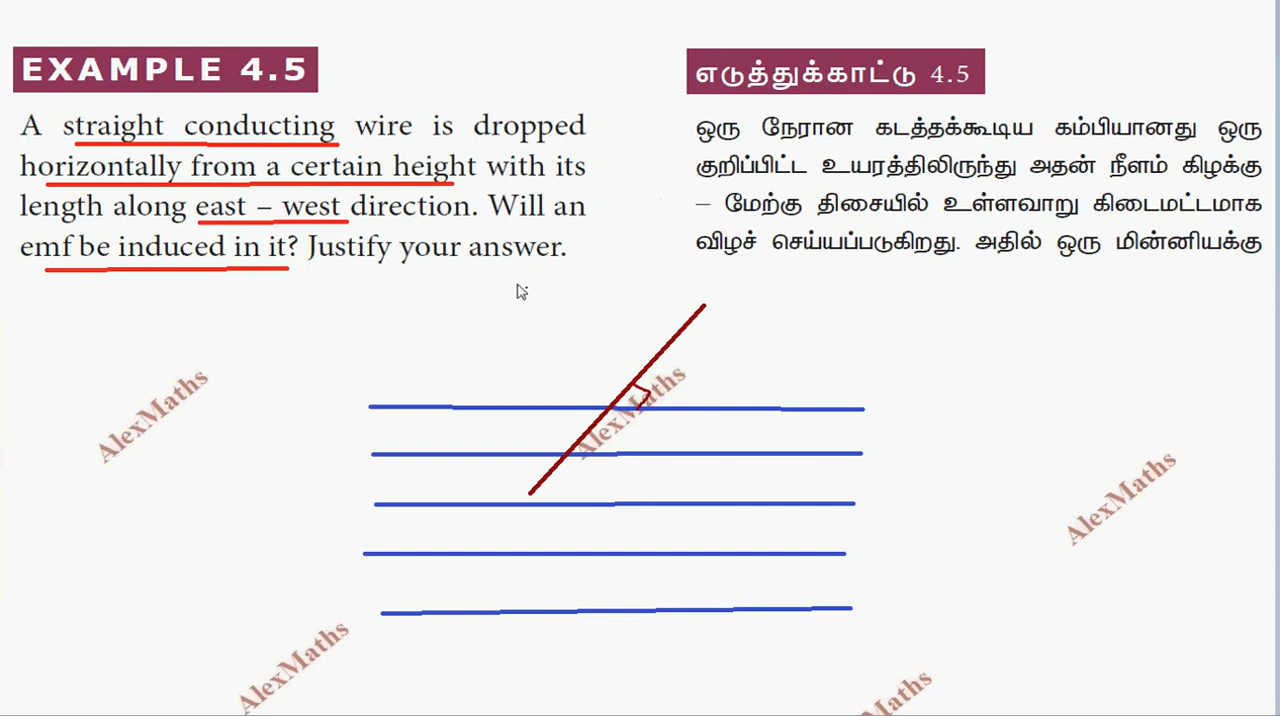 EXAMPLE 4.5
A straight conducting wire is dropped
horizontally from a certain height with its
length along east – west direction. Will an
emf be induced in it? Justify your answer.
எடுத்துக்காட்டு 4.5
ஒரு நேரான கடத்தக்கூடிய கம்பியானது ஒரு
குறிப்பிட்ட உயரத்திலிருந்து அதன் நீளம் கிழக்கு
– மேற்கு திசையில் உள்ளவாறு கிடைமட்டமாக
விழச் செய்யப்படுகிறது. அதில் ஒரு மின்னியக்கு
AlexMaths
AlexMaths
AlexMaths
AlexMaths
AlexMaths